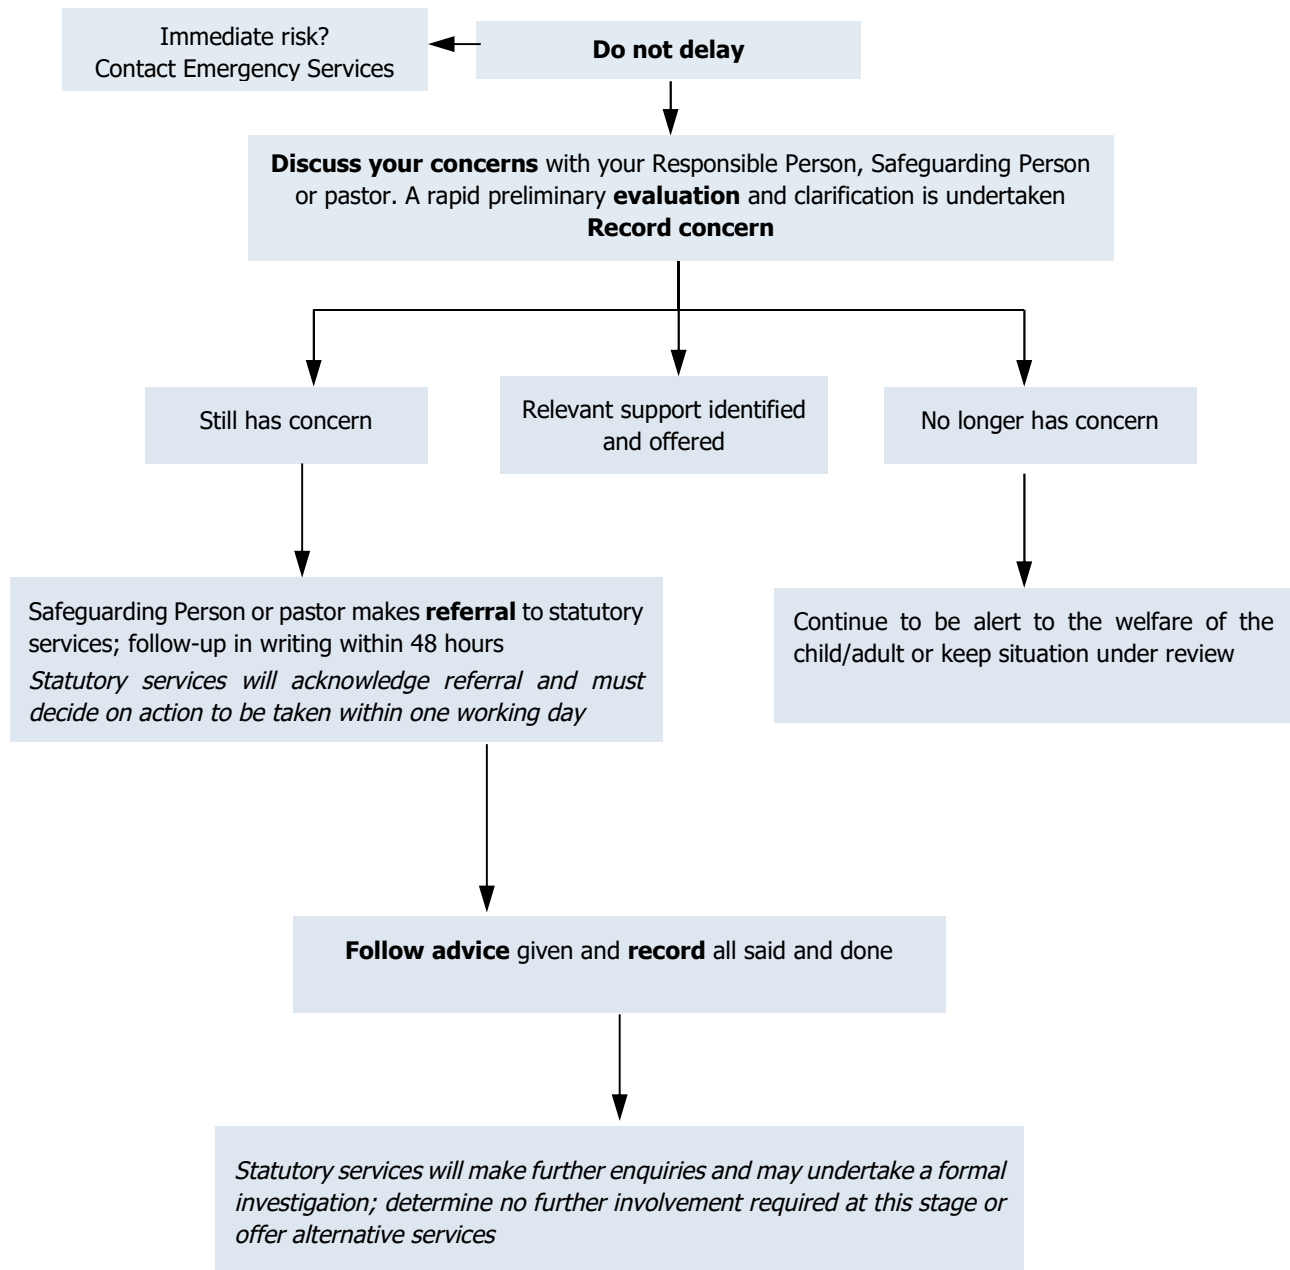 Immediate risk?
Contact Emergency Services
Do not delay
Discuss your concerns with your Responsible Person, Safeguarding Person
or pastor. A rapid preliminary evaluation and clarification is undertaken
Record concern
Still has concern
Relevant support identified
and offered
No longer has concern
Safeguarding Person or pastor makes referral to statutory
services; follow-up in writing within 48 hours
Statutory services will acknowledge referral and must
decide on action to be taken within one working day
Continue to be alert to the welfare of the
child/adult or keep situation under review
Follow advice given and record all said and done
Statutory services will make further enquiries and may undertake a formal
investigation; determine no further involvement required at this stage or
offer alternative services